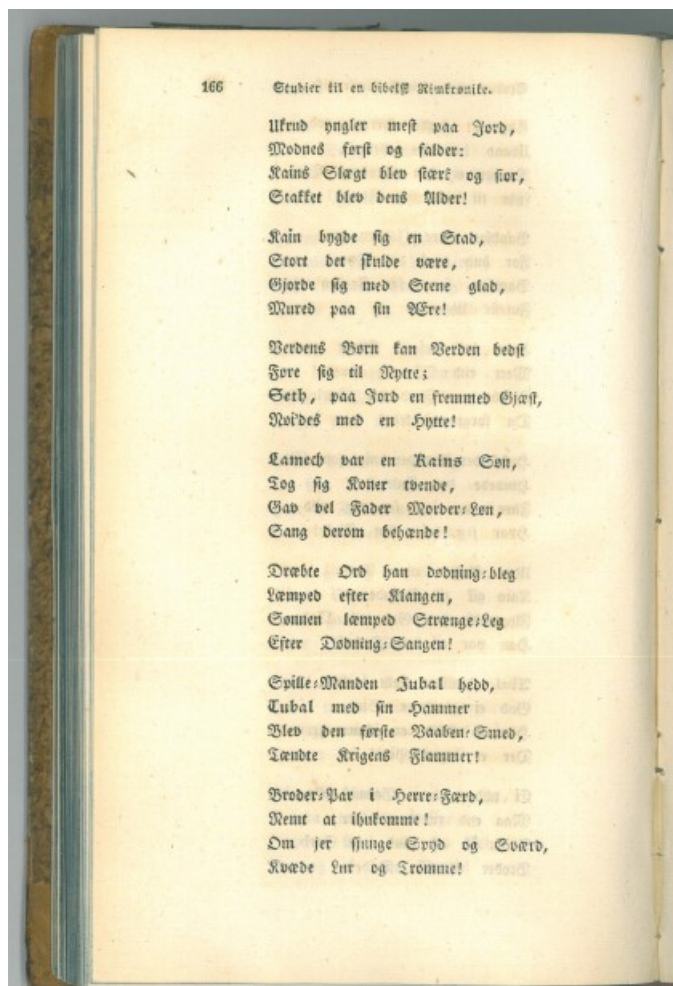 166 Studier til en bibelsk Rimkrønike.
Ukrud yngler mest paa Jord,
Modnes først og falder:
Kains Slægt blev stærk og stor,
Stakket blev dens Alder!
Kain bygde sig en Stad,
Stort det skulde være,
Gjorde sig med Stene glad,
Mured paa sin Ære!
Verdens Børn kan Verden bedst
Føre sig til Nytte;
Seth, paa Jord en fremmed Gjæst,
Nøi'des med en Hytte!
Lamech var en Kains Søn,
Tog sig Koner tvende,
Gav vel Fader Morder-Løn,
Sang derom behænde!
Dræbte Ord han dødning-bleg
Læmped efter Klangen,
Sønnen læmped Strænge-Leg
Efter Dødning-Sangen!
Spille-Manden Jubal hedd,
Tubal med sin Hammer
Blev den første Vaaben-Smed,
Tændte Krigens Flammer!
Broder-Par i Herre-Færd,
Nemt at ihukomme!
Om jer sjunge Spyd og Sværd,
Kvæde Lur og Tromme!